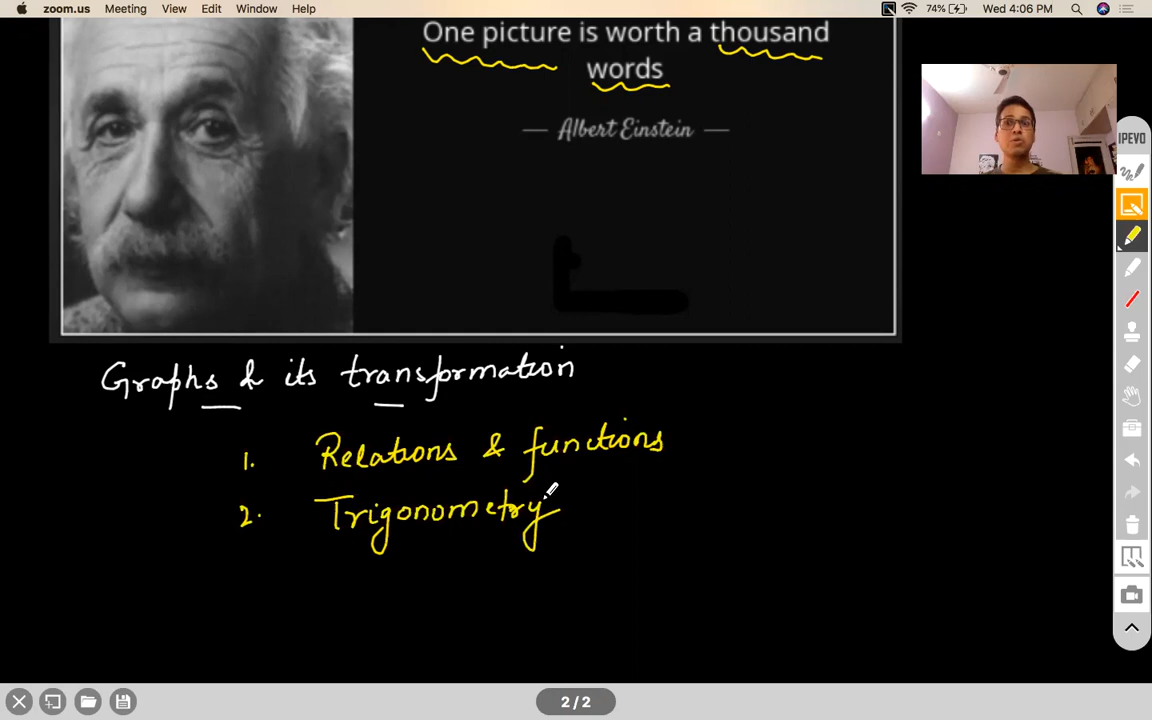 zoom.us Meeting View Edit Window Help 74% Wed 4:06 PM
One picture is worth a thousand
words
— Albert Einstein —
IPEVO
Graphs & its transformation
1. Relations & functions
2. Trigonometry
2/2